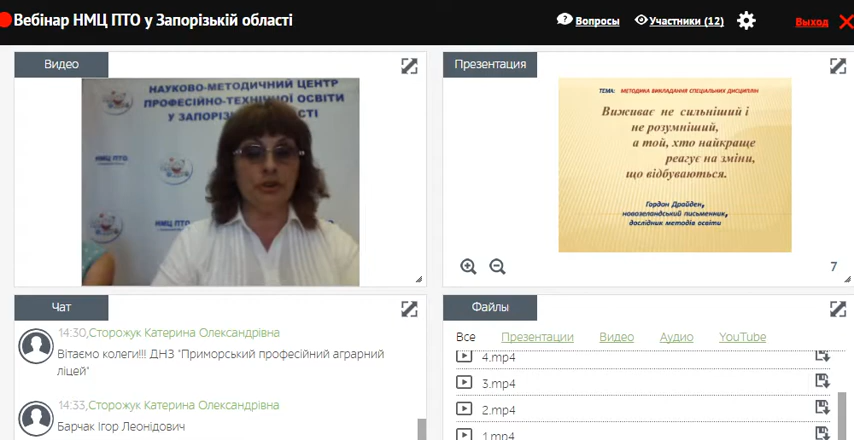 Вебінар НМЦ ПТО у Запорізькій області
Вопросы
Участники (12)
Выход
Видео
НАУКОВО-МЕТОДИЧНИЙ ЦЕНТР
ПРОФЕСІЙНО-ТЕХНІЧНОЇ ОСВІТИ
У ЗАПОРІЗ СТІ
НМЦ ПТО
НМЦ ПТО
Презентация
ТЕМА: МЕТОДИКА ВИКЛАДАННЯ СПЕЦІАЛЬНИХ ДИСЦИПЛІН
Виживає не сильніший і
не розумніший,
а той, хто найкраще
реагує на зміни,
що відбуваються.
Гордон Драйден,
новозеландський письменник,
дослідник методів освіти
7
Чат
14:30,Сторожук Катерина Олександрівна
Вітаємо колеги!!! ДНЗ "Приморський професійний аграрний
ліцей"
14:33,Сторожук Катерина Олександрівна
Барчак Ігор Леонідович
Файлы
Все
Презентации
Видео
Аудио
YouTube
4.mp4
3.mp4
2.mp4
1.mp4